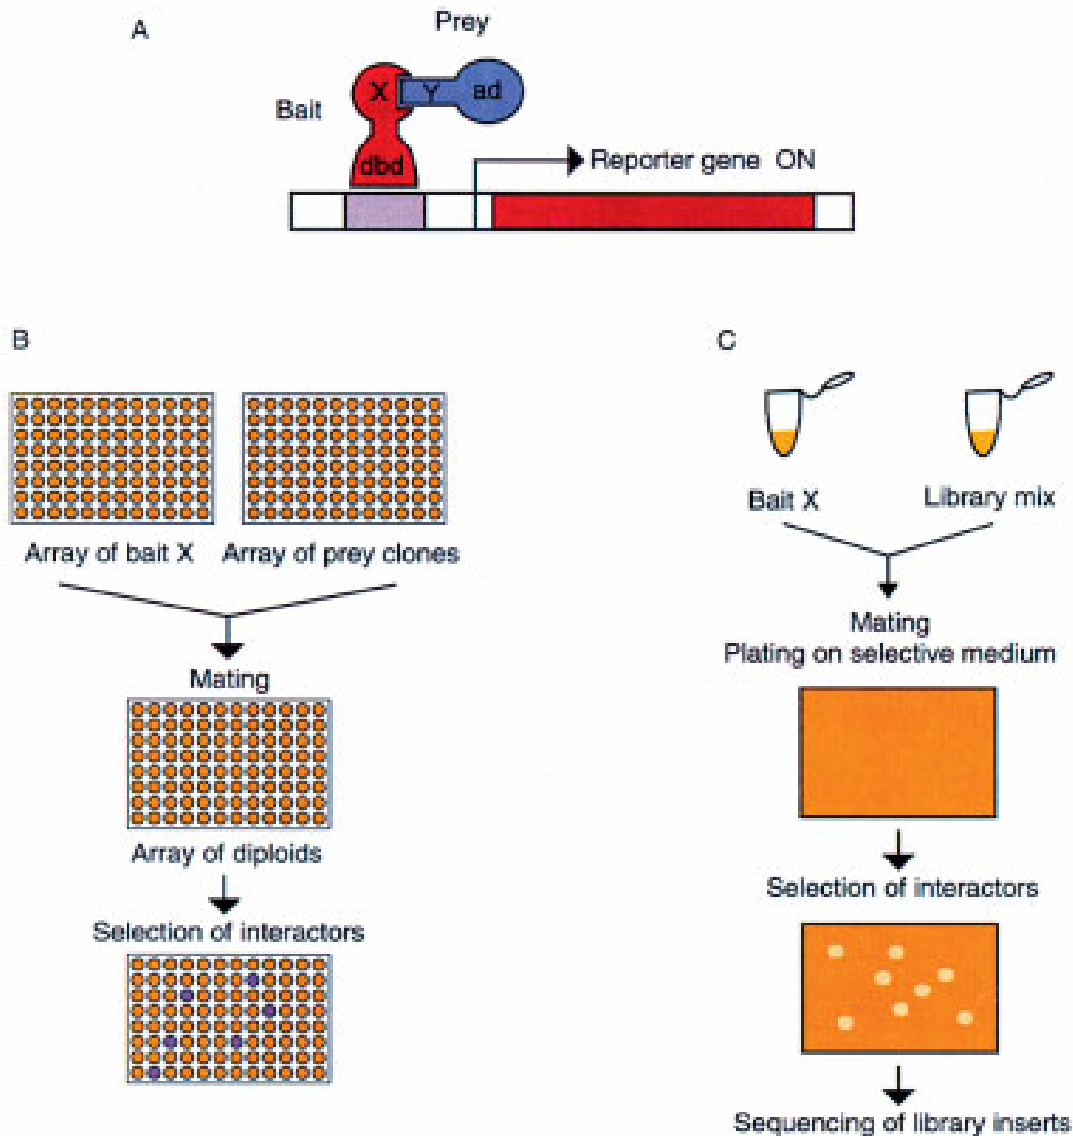 A
Prey
X Y ad
Bait
dbd
Reporter gene ON
B
Array of bait X Array of prey clones
Mating
Array of diploids
Selection of interactors
C
Bait X Library mix
Mating
Plating on selective medium
Selection of interactors
Sequencing of library inserts